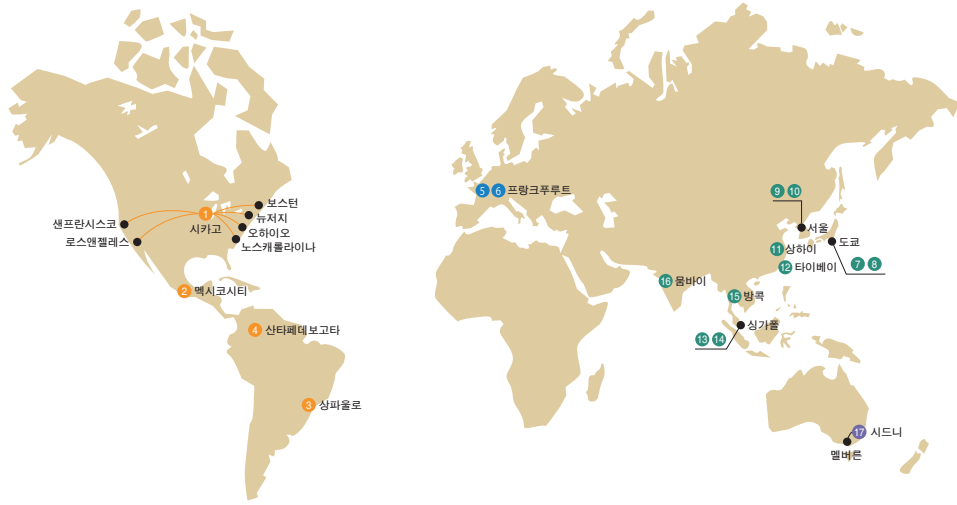 5 6 프랑크푸루트
9 10
보스턴
1
뉴저지
샌프란시스코
시카고
오하이오
서울
로스앤젤레스
노스캐롤라이나
도쿄
11 상하이
12 타이베이
7 8
16 뭄바이
2 멕시코시티
15 방콕
4 산타페데보고타
싱가폴
13 14
3 상파울로
17 시드니
멜버른